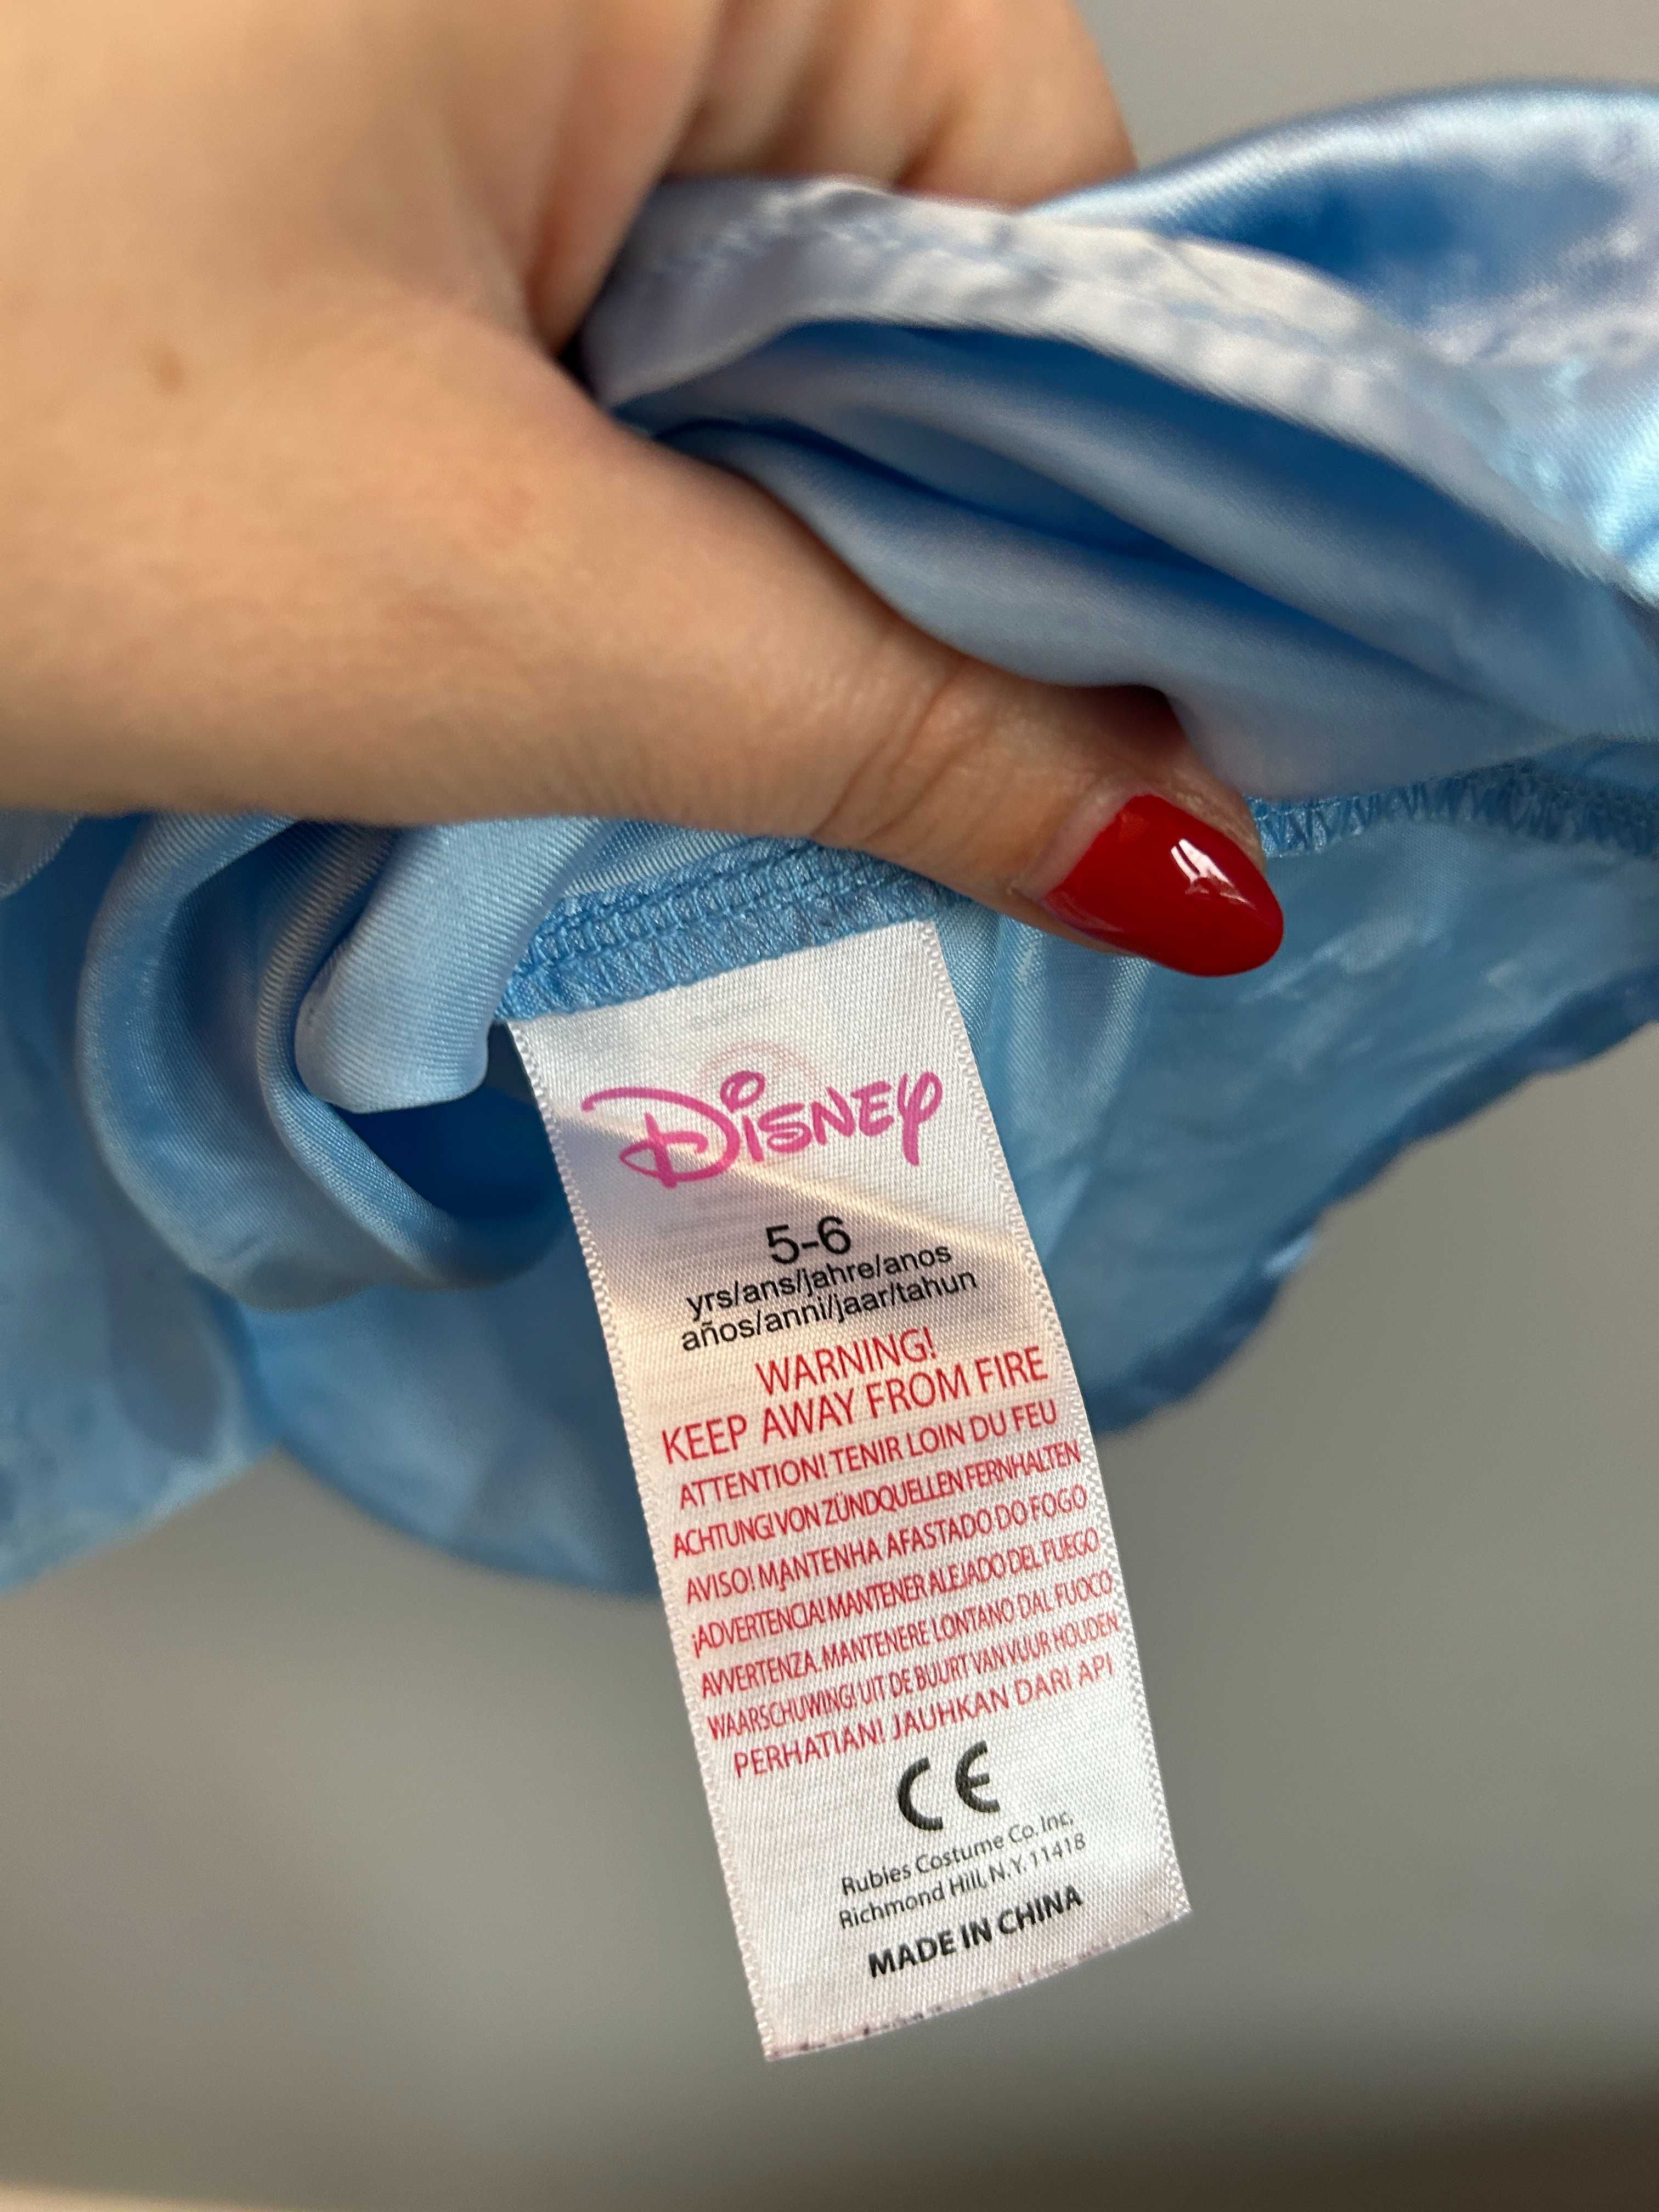 Disney
5-6
yrs/ans/jahre/anos
años/anni/jaar/tahun
WARNING!
KEEP AWAY FROM FIRE
ATTENTION! TENIR LOIN DU FEU
ACHTUNG! VON ZÜNDQUELLEN FERNHALTEN
AVISO! MANTENHA AFASTADO DO FOGO
¡ADVERTENCIA! MANTENER ALEJADO DEL FUEGO
AVVERTENZA. MANTENERE LONTANO DAL FUOCO
WAARSCHUWING! UIT DE BUURT VAN VUUR HOUDEN
PERHATIAN! JAUHKAN DARI API
CE
Rubies Costume Co. Inc.
Richmond Hill, N.Y. 11418
MADE IN CHINA